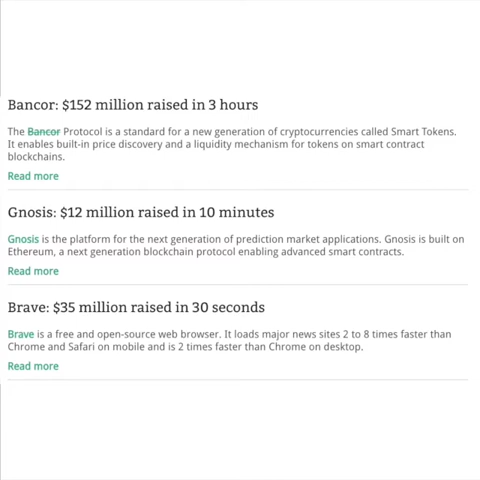 Bancor: $152 million raised in 3 hours
The Bancor Protocol is a standard for a new generation of cryptocurrencies called Smart Tokens.
It enables built-in price discovery and a liquidity mechanism for tokens on smart contract
blockchains.
Read more
Gnosis: $12 million raised in 10 minutes
Gnosis is the platform for the next generation of prediction market applications. Gnosis is built on
Ethereum, a next generation blockchain protocol enabling advanced smart contracts.
Read more
Brave: $35 million raised in 30 seconds
Brave is a free and open-source web browser. It loads major news sites 2 to 8 times faster than
Chrome and Safari on mobile and is 2 times faster than Chrome on desktop.
Read more